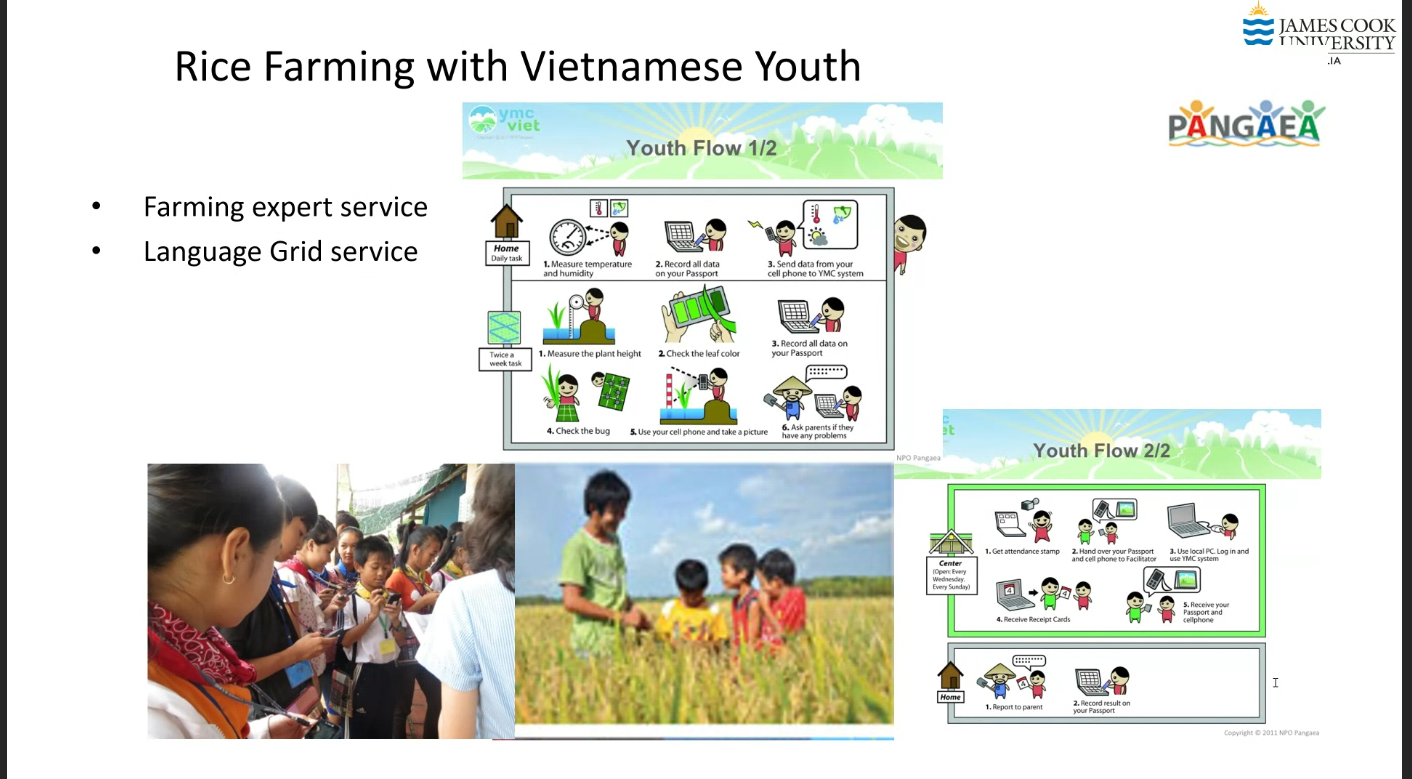 JAMES COOK
UNIVERSITY
.IA
Rice Farming with Vietnamese Youth
PANGAEA
ymc
viet
Youth Flow 1/2
• Farming expert service
• Language Grid service
Home
Daily task
1. Measure temperature
and humidity
2. Record all data
on your Passport
3. Send data from your
cell phone to YMC system
Twice a
week task
1. Measure the plant height
2. Check the leaf color
3. Record all data on
your Passport
4. Check the bug
5. Use your cell phone and take a picture
6. Ask parents if they
have any problems
NPO Pangaea
et
Youth Flow 2/2
Center
(Open: Every
Wednesday.
Every Sunday)
1. Get attendance stamp
2. Hand over your Passport
and cell phone to Facilitator
3. Use local PC. Log in and
use YMC system
4. Receive Receipt Cards
5. Receive your
Passport and
cellphone
Home
1. Report to parent
2. Record result on
your Passport
Copyright © 2011 NPO Pangaea